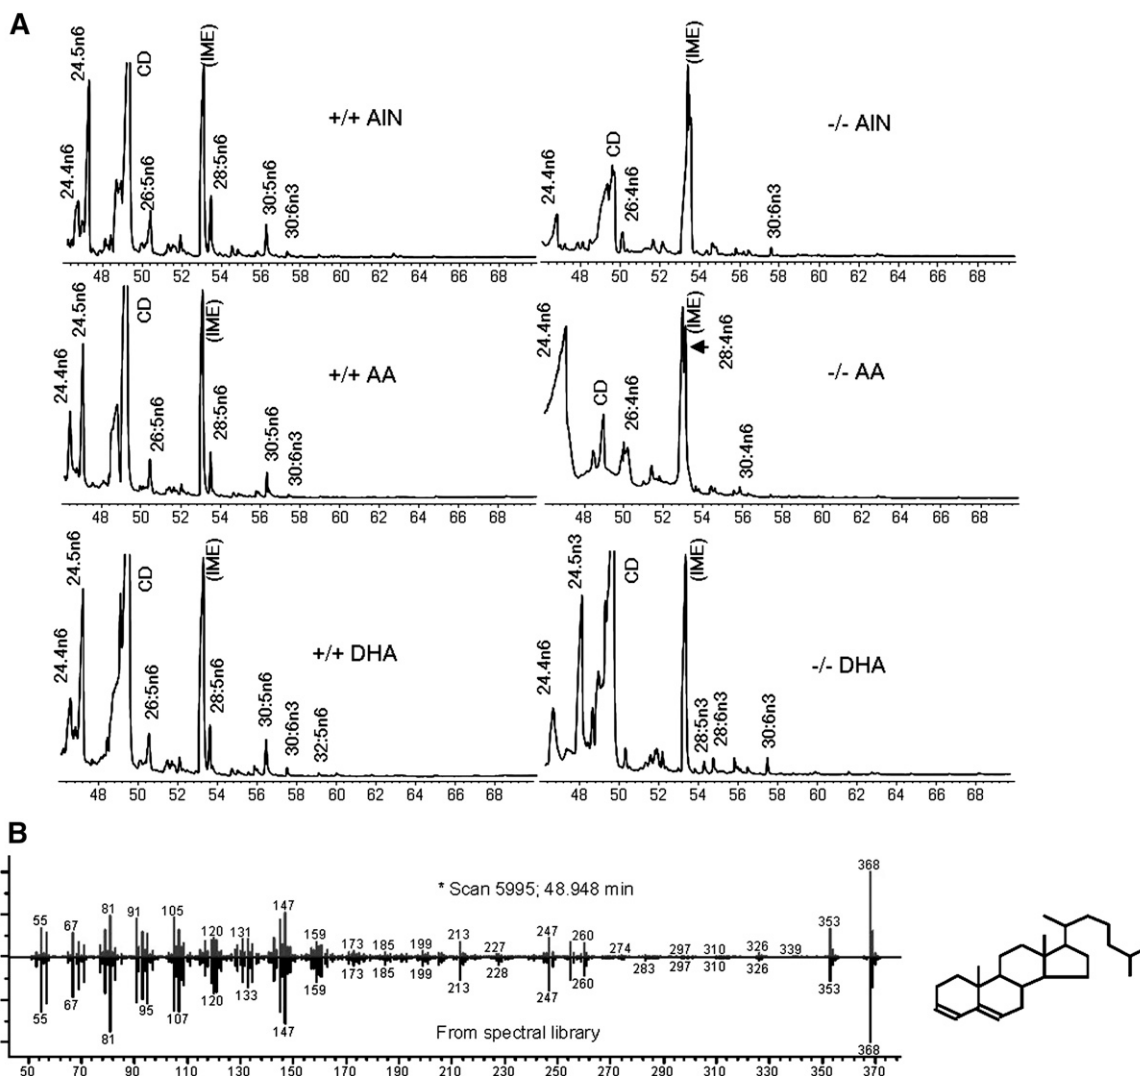 A
24.4n6
24.5n6
CD
26:5n6
(IME)
28:5n6
30:5n6
30:6n3
+/+ AIN
48 50 52 54 56 58 60 62 64 66 68
24.4n6
CD
26:4n6
(IME)
30:6n3
-/- AIN
48 50 52 54 56 58 60 62 64 66 68
24.4n6
24.5n6
CD
26:5n6
(IME)
28:5n6
30:5n6
30:6n3
+/+ AA
48 50 52 54 56 58 60 62 64 66 68
24.4n6
CD
26:4n6
(IME)
28:4n6
30:4n6
-/- AA
48 50 52 54 56 58 60 62 64 66 68
24.4n6
24.5n6
CD
26:5n6
(IME)
28:5n6
30:5n6
30:6n3
32:5n6
+/+ DHA
48 50 52 54 56 58 60 62 64 66 68
24.4n6
24.5n3
CD
(IME)
28:5n3
28:6n3
30:6n3
-/- DHA
48 50 52 54 56 58 60 62 64 66 68
B
* Scan 5995; 48.948 min
55 67 81 91 105 120 131 147 159 173 185 199 213 227 247 260 274 297 310 326 339 353 368
55 67 81 95 107 120 133 147 159 173 185 199 213 228 247 260 283 297 310 326 353 368
From spectral library
50 70 90 110 130 150 170 190 210 230 250 270 290 310 330 350 370